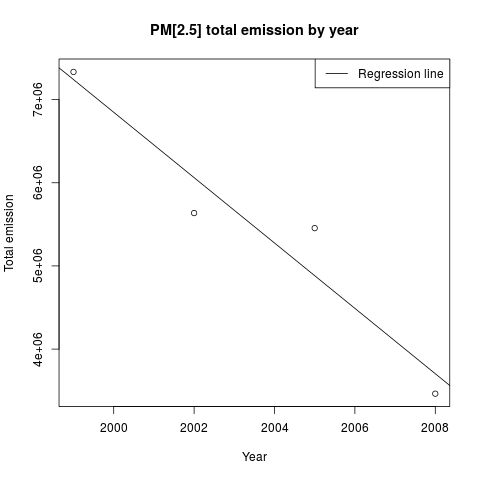 PM[2.5] total emission by year
Regression line
7e+06
6e+06
5e+06
4e+06
Total emission
2000 2002 2004 2006 2008
Year